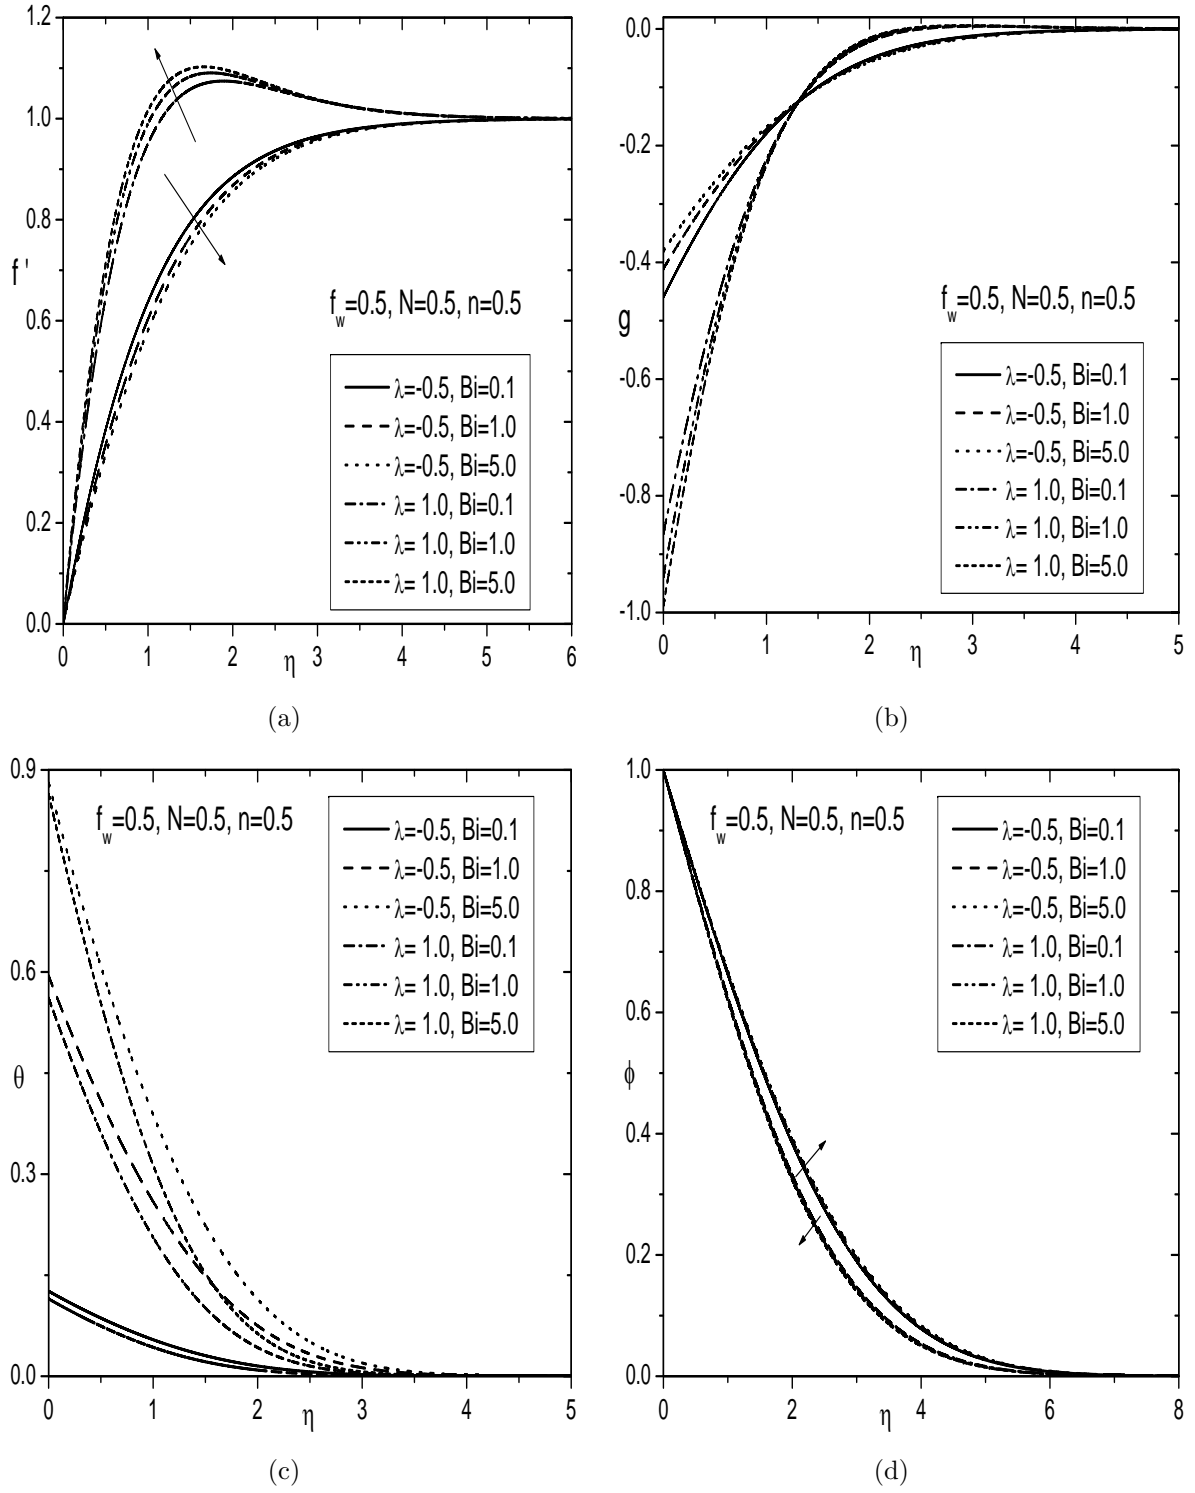 1.2
1.0
0.8
0.6
0.4
0.2
0.0
f '
f_w=0.5, N=0.5, n=0.5
λ=-0.5, Bi=0.1
λ=-0.5, Bi=1.0
λ=-0.5, Bi=5.0
λ= 1.0, Bi=0.1
λ= 1.0, Bi=1.0
λ= 1.0, Bi=5.0
0 1 2 3 4 5 6
η
(a)
0.0
-0.2
-0.4
-0.6
-0.8
-1.0
g
f_w=0.5, N=0.5, n=0.5
λ=-0.5, Bi=0.1
λ=-0.5, Bi=1.0
λ=-0.5, Bi=5.0
λ= 1.0, Bi=0.1
λ= 1.0, Bi=1.0
λ= 1.0, Bi=5.0
0 1 2 3 4 5
η
(b)
0.9
0.6
0.3
0.0
θ
f_w=0.5, N=0.5, n=0.5
λ=-0.5, Bi=0.1
λ=-0.5, Bi=1.0
λ=-0.5, Bi=5.0
λ= 1.0, Bi=0.1
λ= 1.0, Bi=1.0
λ= 1.0, Bi=5.0
0 1 2 3 4 5
η
(c)
1.0
0.8
0.6
0.4
0.2
0.0
ϕ
f_w=0.5, N=0.5, n=0.5
λ=-0.5, Bi=0.1
λ=-0.5, Bi=1.0
λ=-0.5, Bi=5.0
λ= 1.0, Bi=0.1
λ= 1.0, Bi=1.0
λ= 1.0, Bi=5.0
0 2 4 6 8
η
(d)